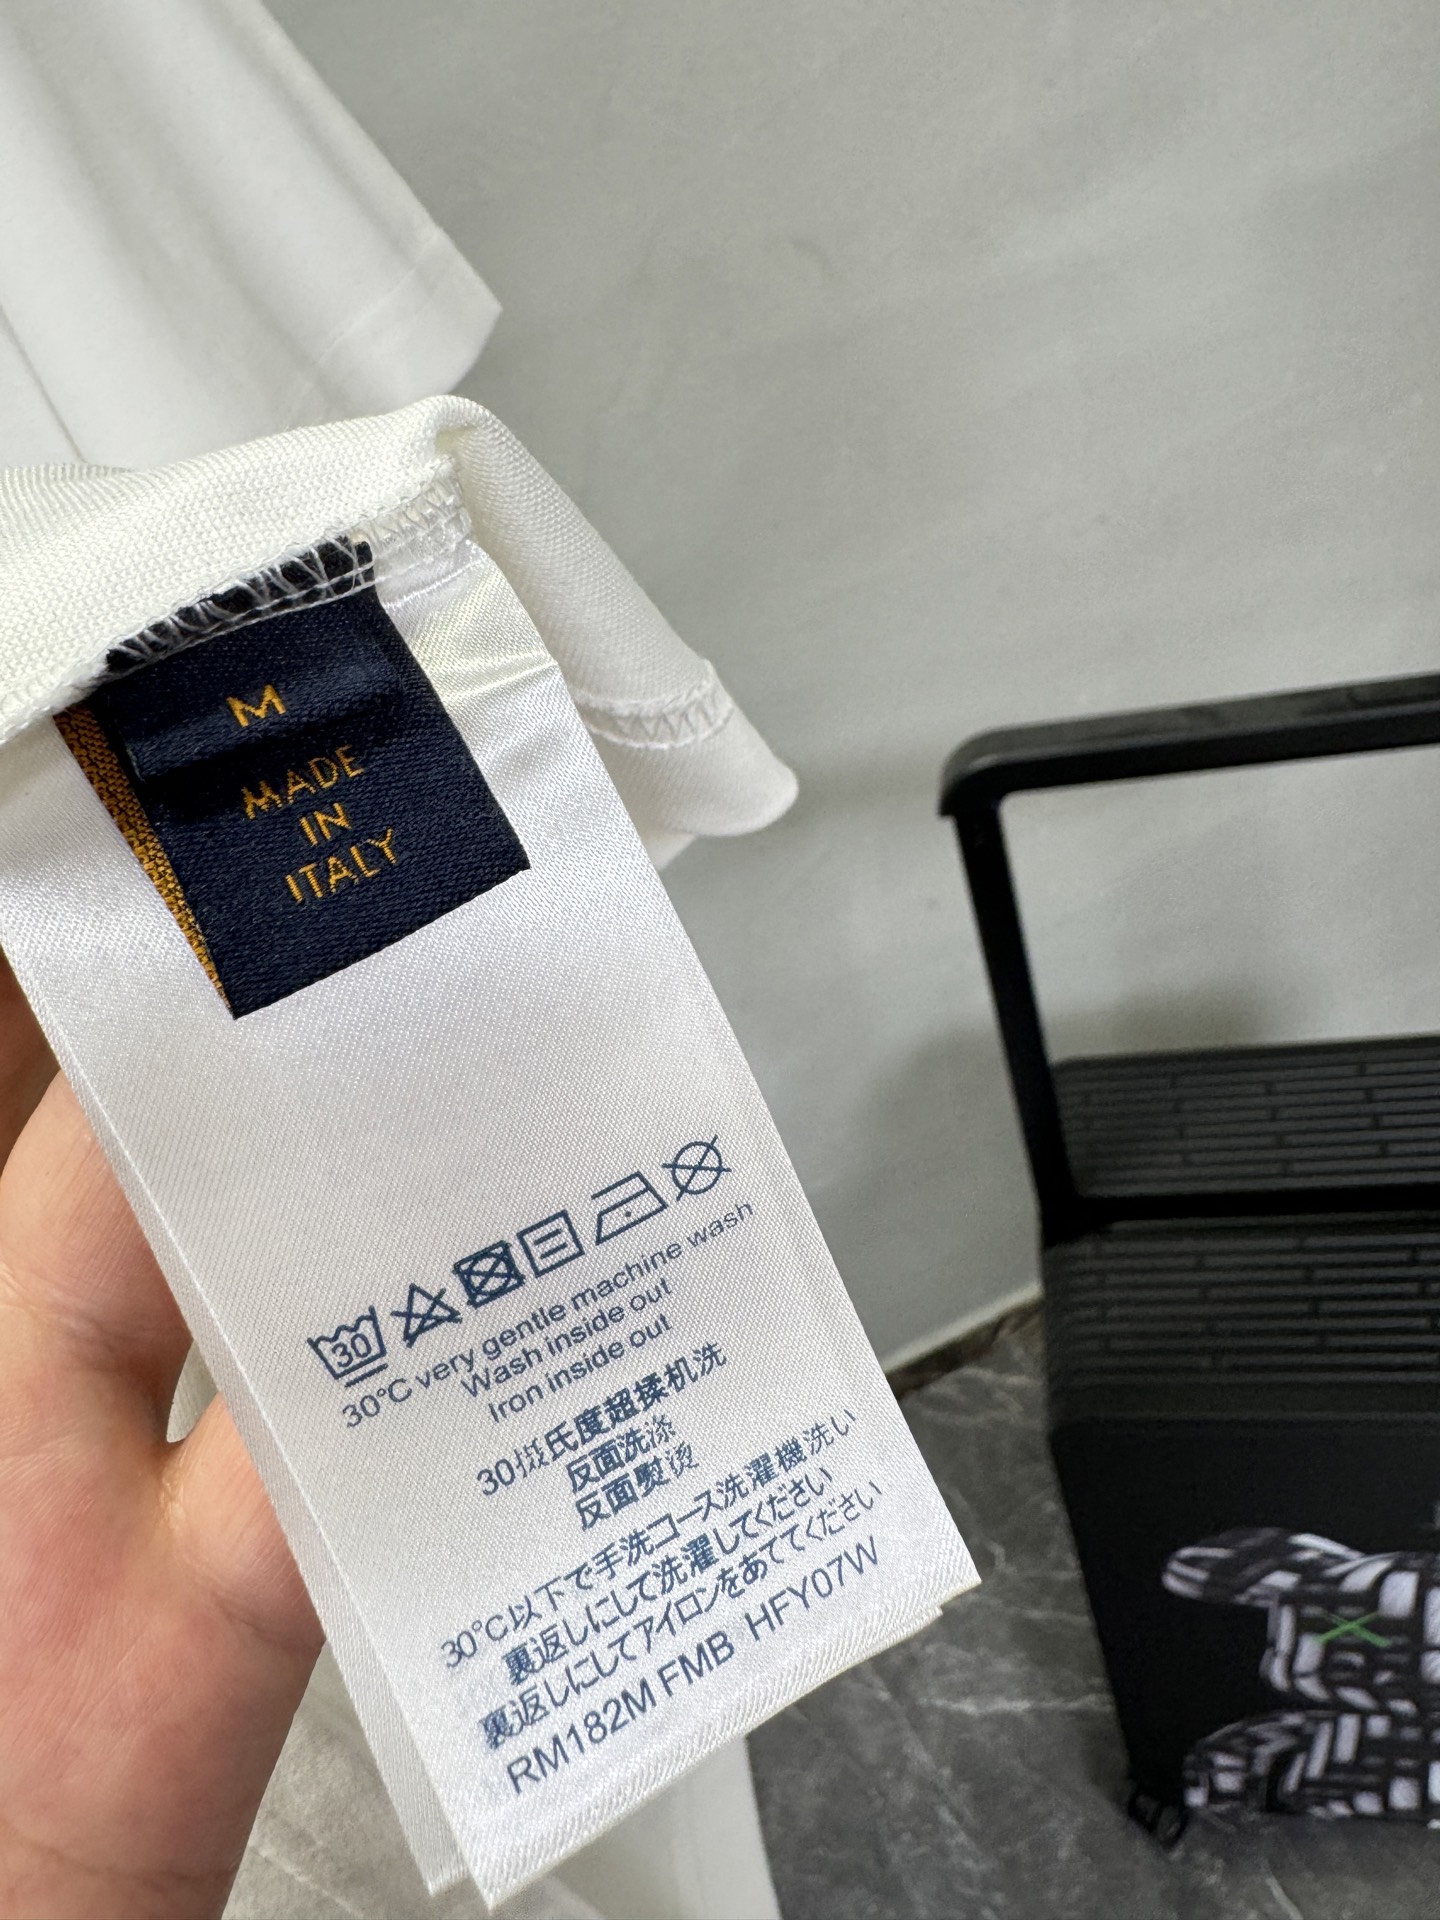 M
MADE
IN
ITALY
30
30°C very gentle machine wash
Wash inside out
Iron inside out
30摄氏度超揉机洗
反面洗涤
反面熨烫
30°C以下で手洗コース洗濯機洗い
裏返しにして洗濯してください
裏返しにしてアイロンをあててください
RM182M FMB HFY07W